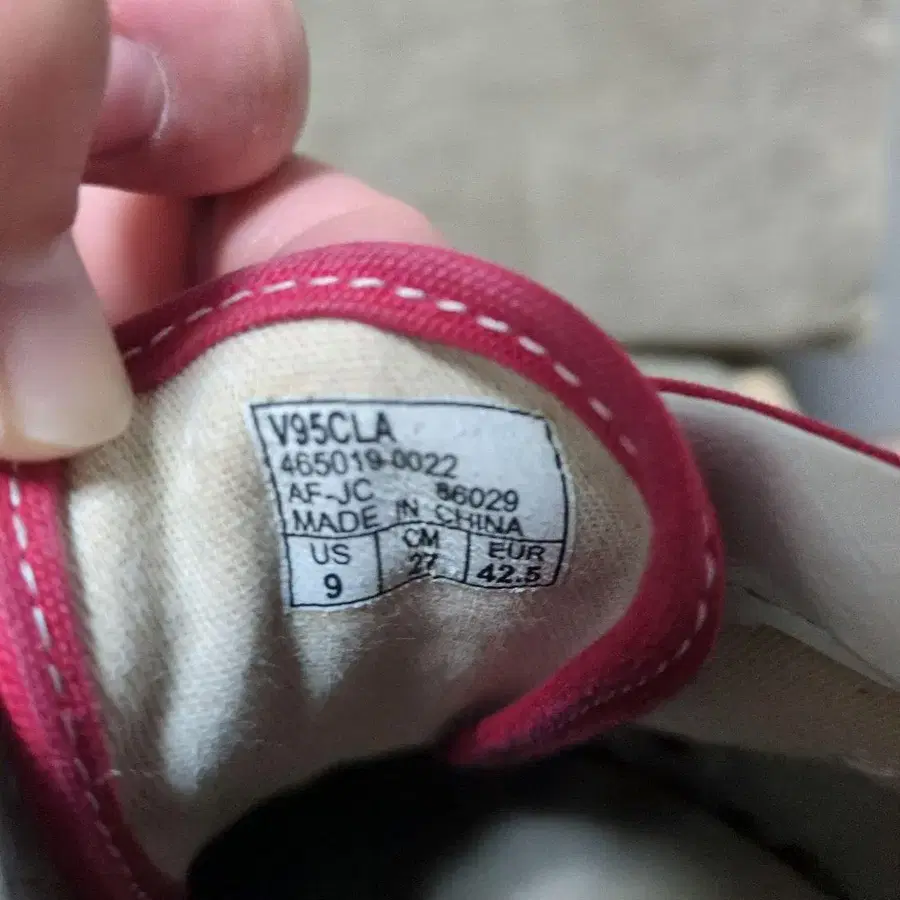 V95CLA
465019-0022
AF-JC 86029
MADE IN CHINA
US CM EUR
9 27 42.5